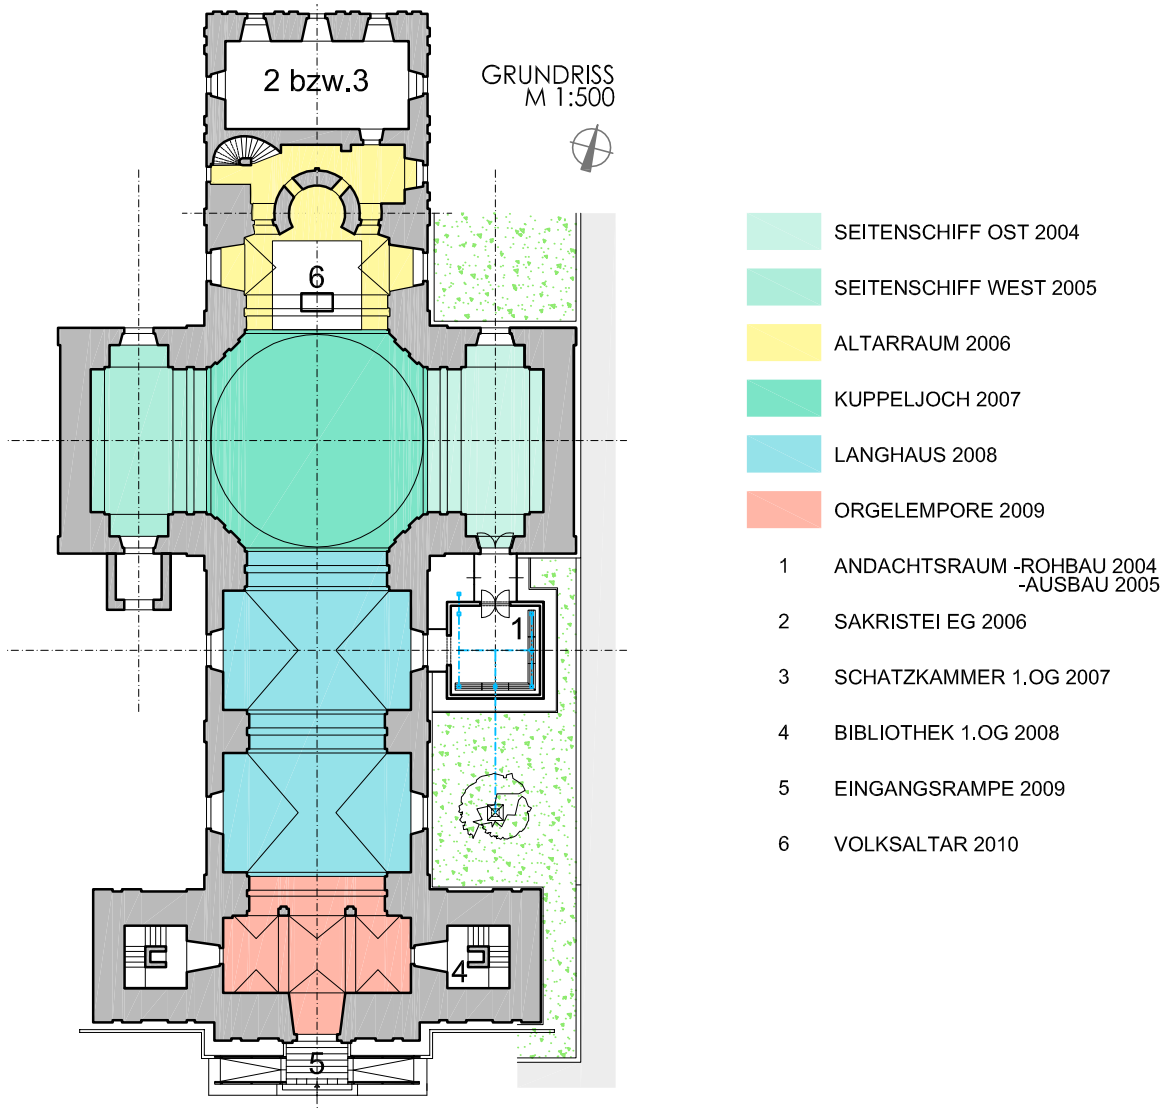 2 bzw.3
GRUNDRISS
M 1:500
6
1
4
5
SEITENSCHIFF OST 2004
SEITENSCHIFF WEST 2005
ALTARRAUM 2006
KUPPELJOCH 2007
LANGHAUS 2008
ORGELEMPORE 2009
1 ANDACHTSRAUM -ROHBAU 2004
-AUSBAU 2005
2 SAKRISTEI EG 2006
3 SCHATZKAMMER 1.OG 2007
4 BIBLIOTHEK 1.OG 2008
5 EINGANGSRAMPE 2009
6 VOLKSALTAR 2010